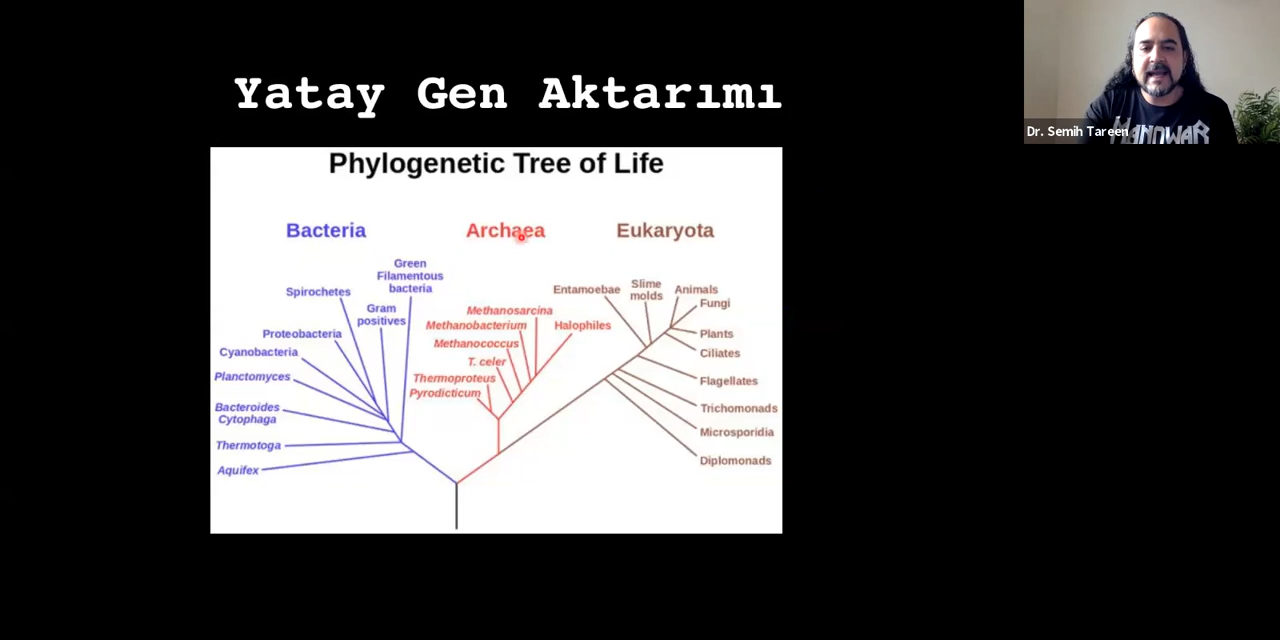 Yatay Gen Aktarımı
Phylogenetic Tree of Life
Bacteria
Archaea
Eukaryota
Green
Filamentous
bacteria
Spirochetes
Gram
positives
Proteobacteria
Cyanobacteria
Planctomyces
Bacteroides
Cytophaga
Thermotoga
Aquifex
Methanosarcina
Methanobacterium
Halophiles
Methanococcus
T. celer
Thermoproteus
Pyrodicticum
Entamoebae
Slime
molds
Animals
Fungi
Plants
Ciliates
Flagellates
Trichomonads
Microsporidia
Diplomonads
Dr. Semih Tareen
MANOWAR